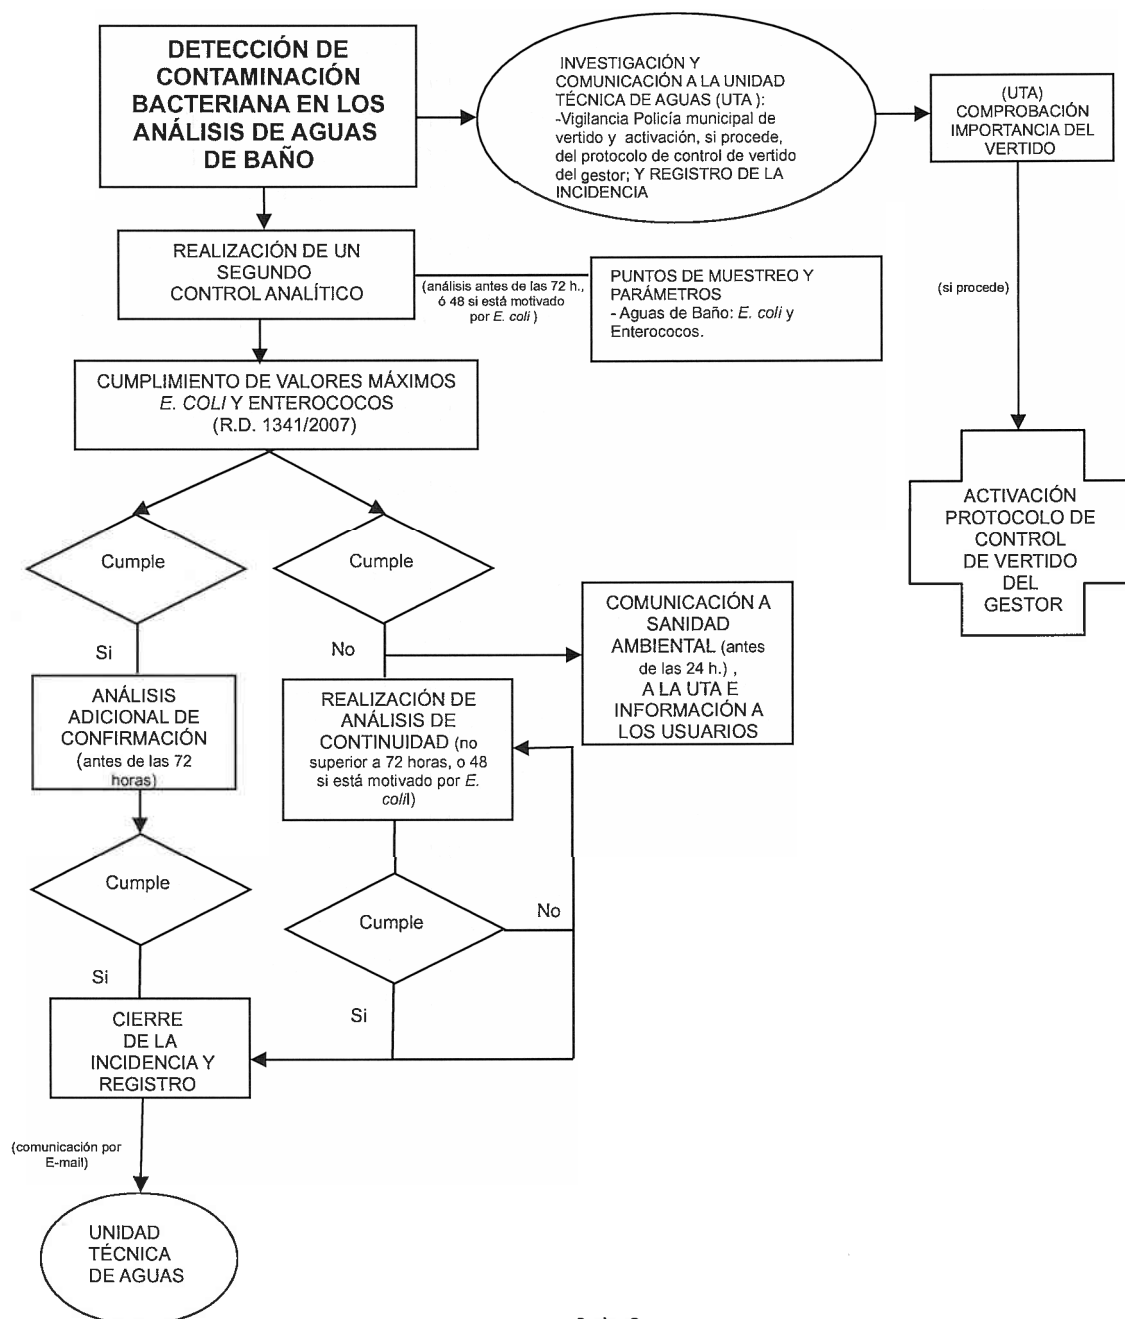 DETECCIÓN DE
CONTAMINACIÓN
BACTERIANA EN LOS
ANÁLISIS DE AGUAS
DE BAÑO
INVESTIGACIÓN Y
COMUNICACIÓN A LA UNIDAD
TÉCNICA DE AGUAS (UTA ):
-Vigilancia Policía municipal de
vertido y activación, si procede,
del protocolo de control de vertido
del gestor; Y REGISTRO DE LA
INCIDENCIA
(UTA)
COMPROBACIÓN
IMPORTANCIA DEL
VERTIDO
REALIZACIÓN DE UN
SEGUNDO
CONTROL ANALÍTICO
(análisis antes de las 72 h.,
ó 48 si está motivado
por E. coli )
PUNTOS DE MUESTREO Y
PARÁMETROS
- Aguas de Baño: E. coli y
Enterococos.
(si procede)
CUMPLIMIENTO DE VALORES MÁXIMOS
E. COLI Y ENTEROCOCOS
(R.D. 1341/2007)
ACTIVACIÓN
PROTOCOLO DE
CONTROL
DE VERTIDO
DEL
GESTOR
Cumple
Cumple
Si
No
COMUNICACIÓN A
SANIDAD
AMBIENTAL (antes
de las 24 h.) ,
A LA UTA E
INFORMACIÓN A
LOS USUARIOS
ANÁLISIS
ADICIONAL DE
CONFIRMACIÓN
(antes de las 72
horas)
REALIZACIÓN DE
ANÁLISIS DE
CONTINUIDAD (no
superior a 72 horas, o 48
si está motivado por E.
colil)
Cumple
Cumple
No
Si
Si
CIERRE
DE LA
INCIDENCIA Y
REGISTRO
(comunicación por
E-mail)
UNIDAD
TÉCNICA
DE AGUAS